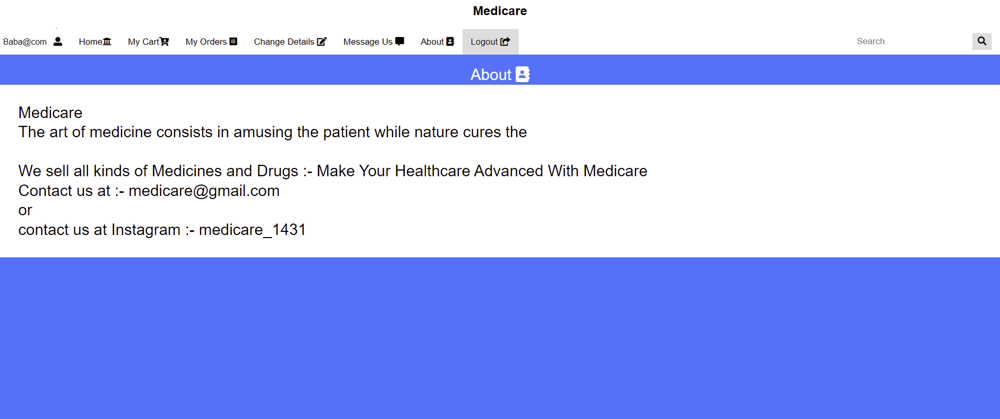 Medicare
Baba@com Home My Cart My Orders Change Details Message Us About Logout Search
About
Medicare
The art of medicine consists in amusing the patient while nature cures the
We sell all kinds of Medicines and Drugs :- Make Your Healthcare Advanced With Medicare
Contact us at :- medicare@gmail.com
or
contact us at Instagram :- medicare_1431